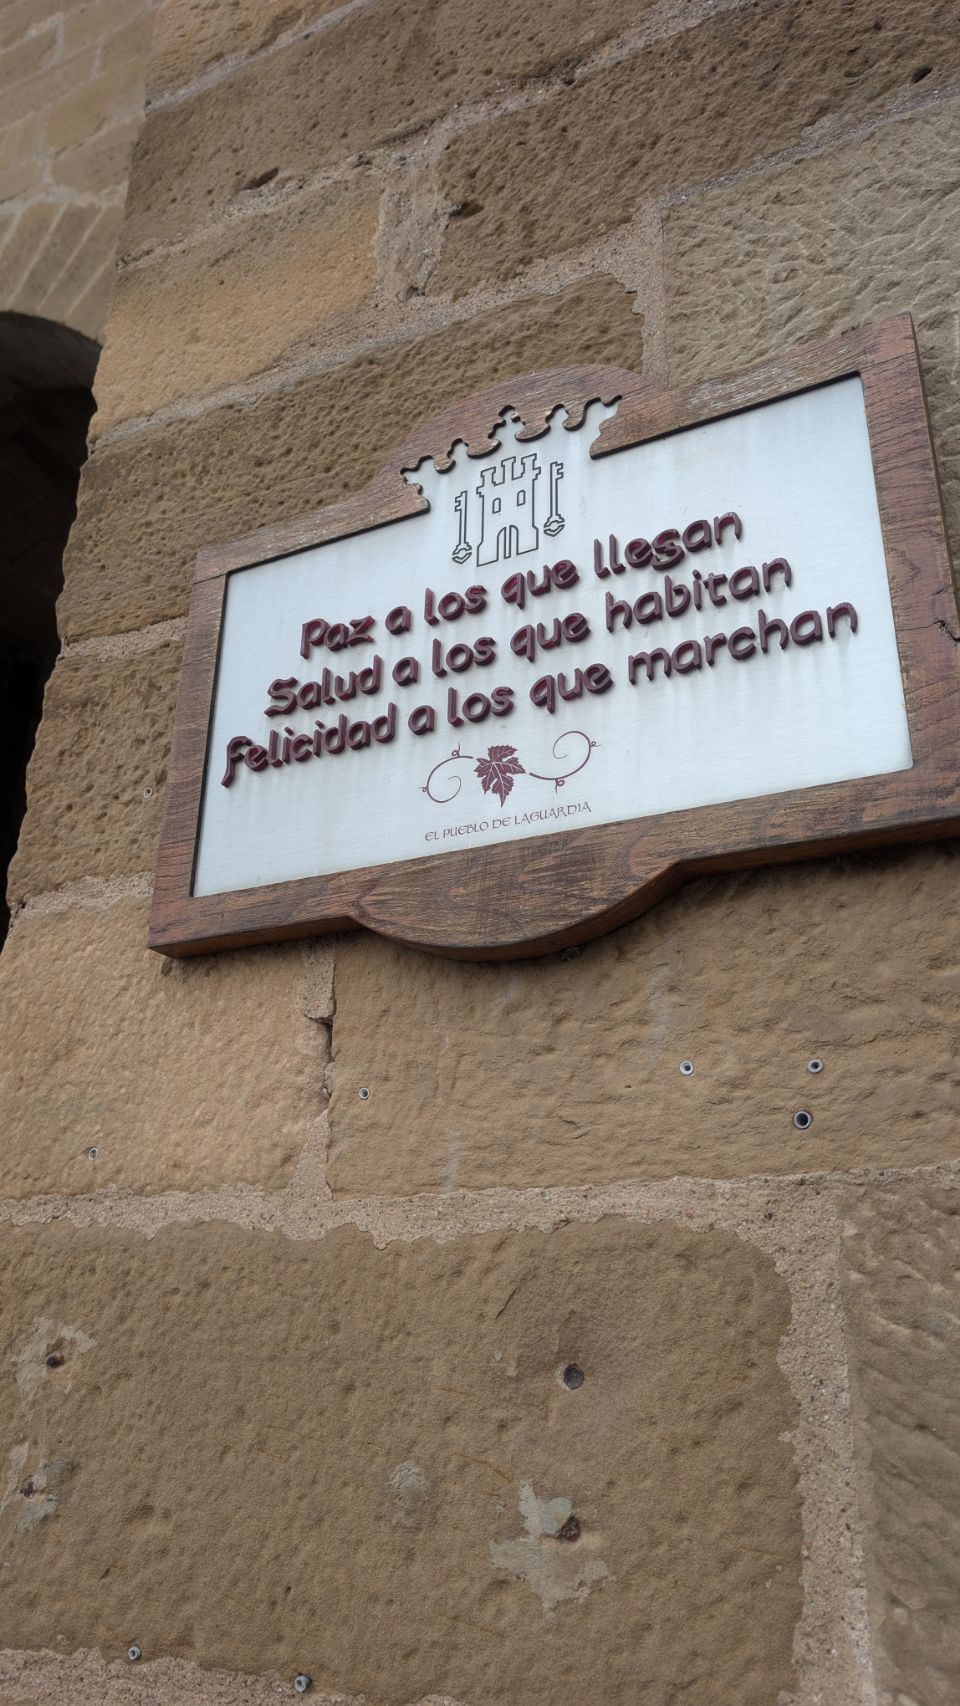 Paz a los que llegan
Salud a los que habitan
Felicidad a los que marchan
EL PUEBLO DE LAGUARDIA